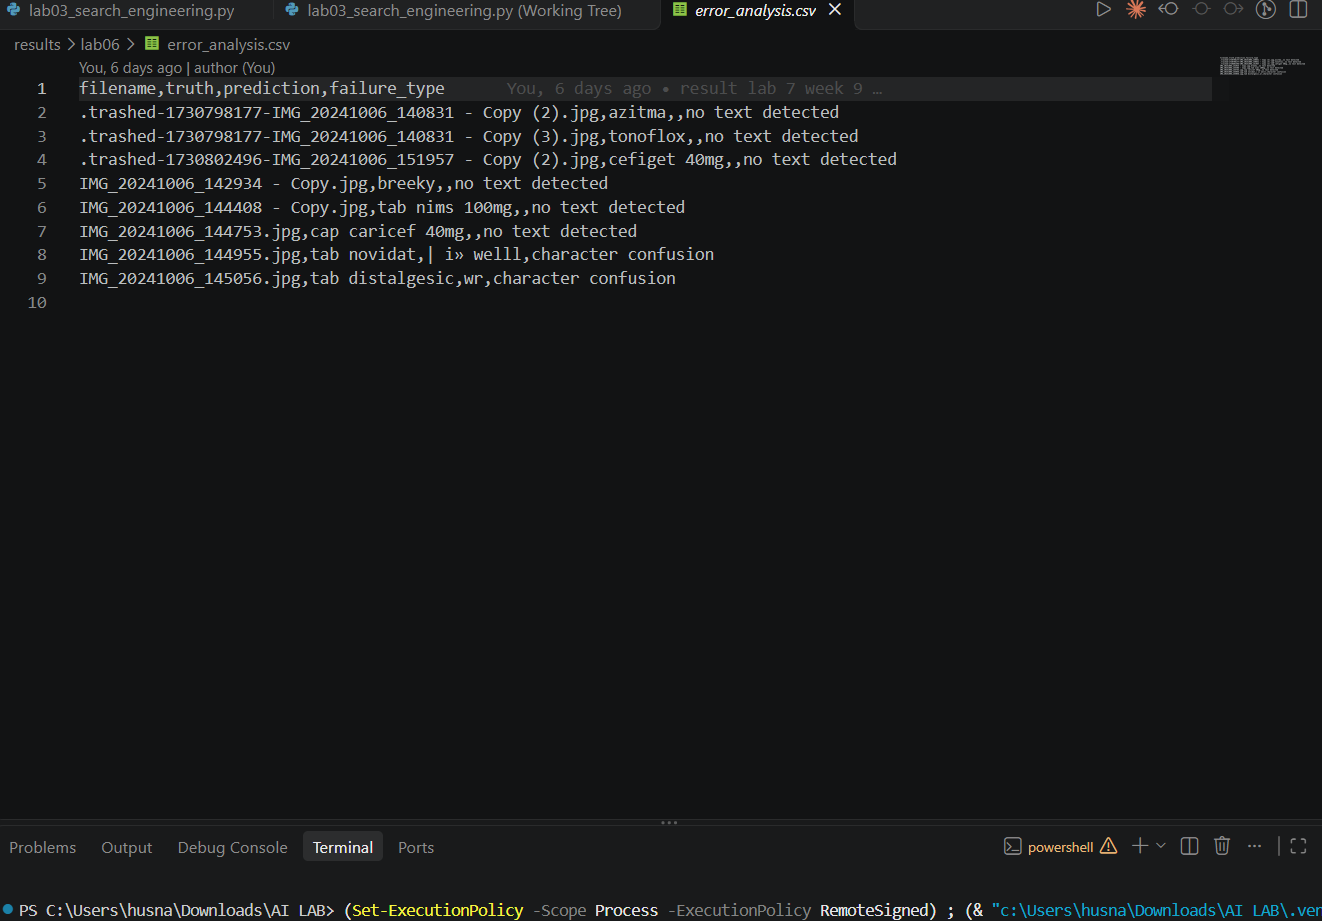 lab03_search_engineering.py
lab03_search_engineering.py (Working Tree)
error_analysis.csv
results > lab06 > error_analysis.csv
You, 6 days ago | author (You)
1 filename,truth,prediction,failure_type You, 6 days ago • result lab 7 week 9 …
2 .trashed-1730798177-IMG_20241006_140831 - Copy (2).jpg,azitma,,no text detected
3 .trashed-1730798177-IMG_20241006_140831 - Copy (3).jpg,tonoflox,,no text detected
4 .trashed-1730802496-IMG_20241006_151957 - Copy (2).jpg,cefiget 40mg,,no text detected
5 IMG_20241006_142934 - Copy.jpg,breeky,,no text detected
6 IMG_20241006_144408 - Copy.jpg,tab nims 100mg,,no text detected
7 IMG_20241006_144753.jpg,cap caricef 40mg,,no text detected
8 IMG_20241006_144955.jpg,tab novidat,| i» welll,character confusion
9 IMG_20241006_145056.jpg,tab distalgesic,wr,character confusion
10
Problems Output Debug Console Terminal Ports
powershell
PS C:\Users\husna\Downloads\AI LAB> (Set-ExecutionPolicy -Scope Process -ExecutionPolicy RemoteSigned) ; (& "c:\Users\husna\Downloads\AI LAB\.ver